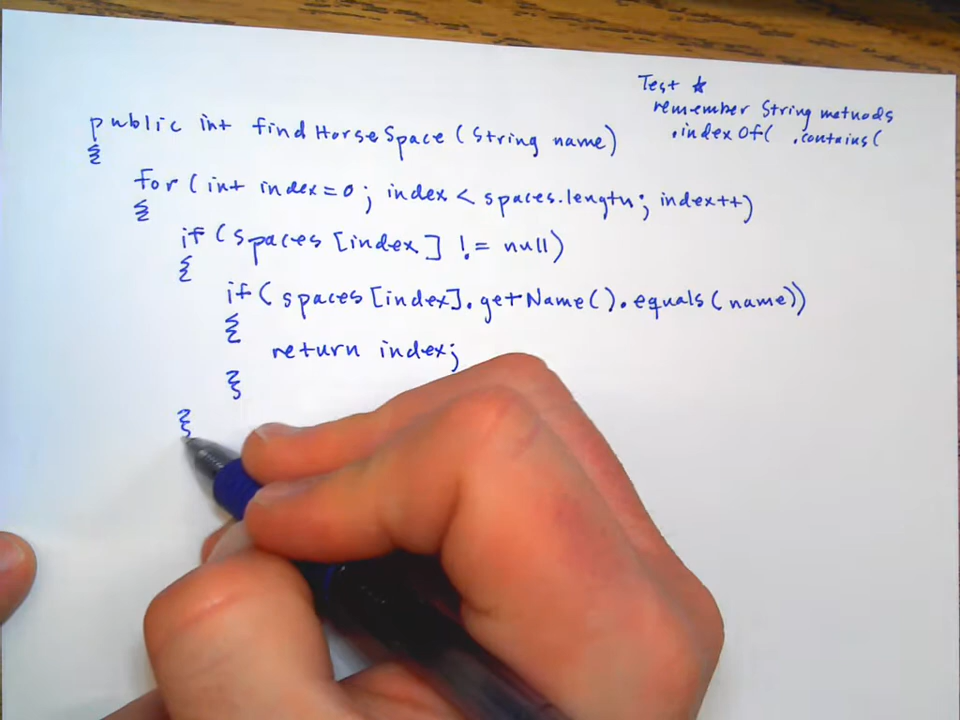 Test ☆
remember String methods
.indexOf( .contains(
public int findHorseSpace(String name)
{
for(int index=0; index < spaces.length; index++)
{
if(spaces[index] != null)
{
if(spaces[index].getName().equals(name))
{
return index;
}
}